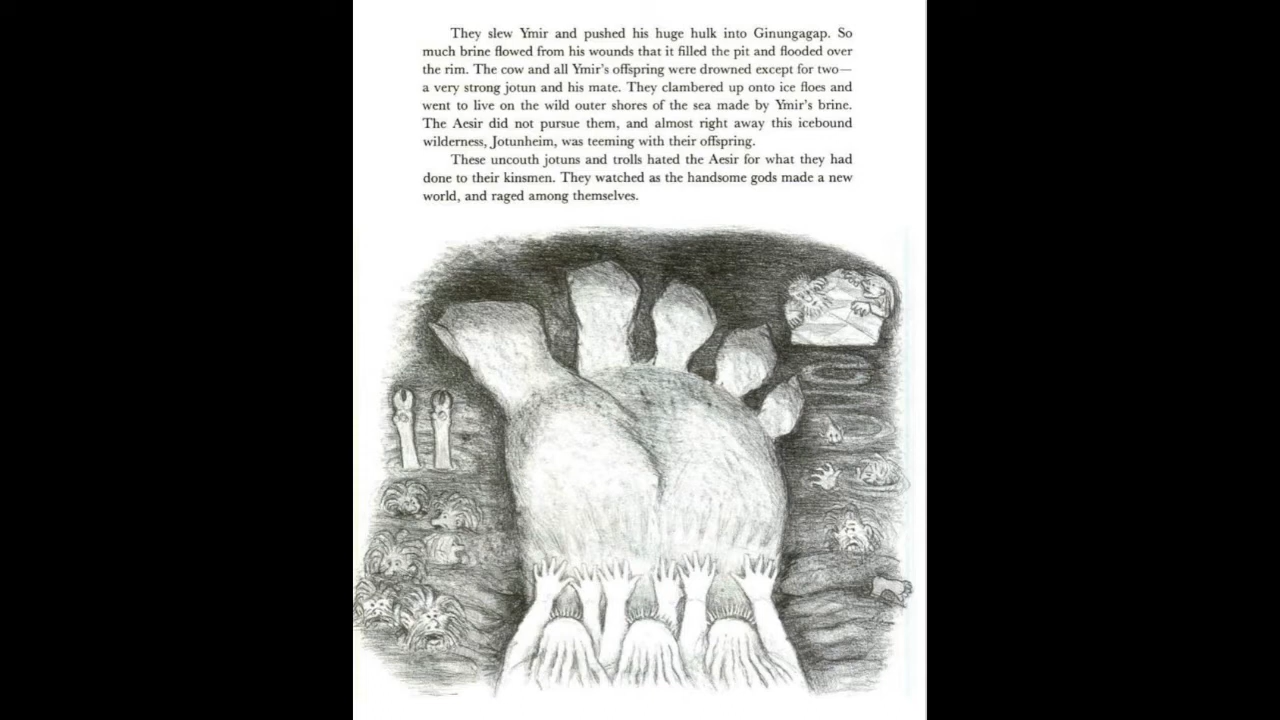 They slew Ymir and pushed his huge hulk into Ginungagap. So
much brine flowed from his wounds that it filled the pit and flooded over
the rim. The cow and all Ymir's offspring were drowned except for two—
a very strong jotun and his mate. They clambered up onto ice floes and
went to live on the wild outer shores of the sea made by Ymir's brine.
The Aesir did not pursue them, and almost right away this icebound
wilderness, Jotunheim, was teeming with their offspring.
These uncouth jotuns and trolls hated the Aesir for what they had
done to their kinsmen. They watched as the handsome gods made a new
world, and raged among themselves.